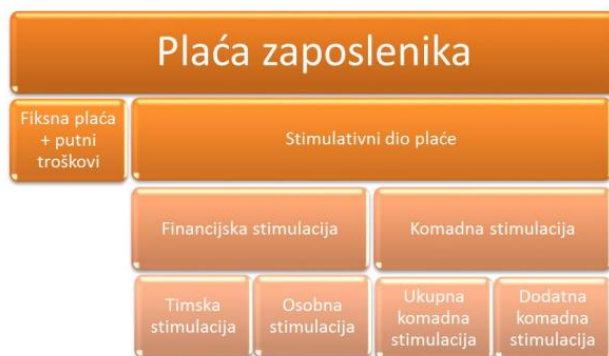 Plaća zaposlenika
Fiksna plaća
+ putni
troškovi
Stimulativni dio plaće
Financijska stimulacija
Komadna stimulacija
Timska
stimulacija
Osobna
stimulacija
Ukupna
komadna
stimulacija
Dodatna
komadna
stimulacija